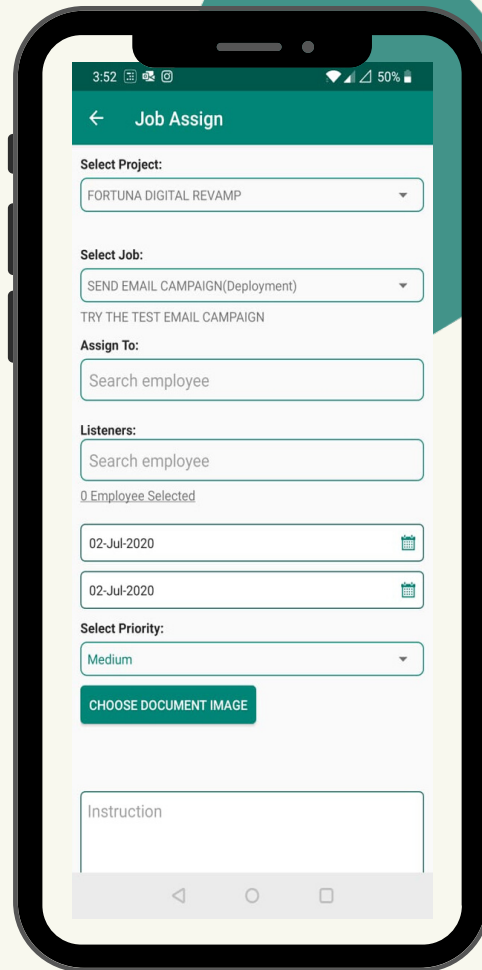 3:52 50%
Job Assign
Select Project:
FORTUNA DIGITAL REVAMP
Select Job:
SEND EMAIL CAMPAIGN(Deployment)
TRY THE TEST EMAIL CAMPAIGN
Assign To:
Search employee
Listeners:
Search employee
0 Employee Selected
02-Jul-2020
02-Jul-2020
Select Priority:
Medium
CHOOSE DOCUMENT IMAGE
Instruction